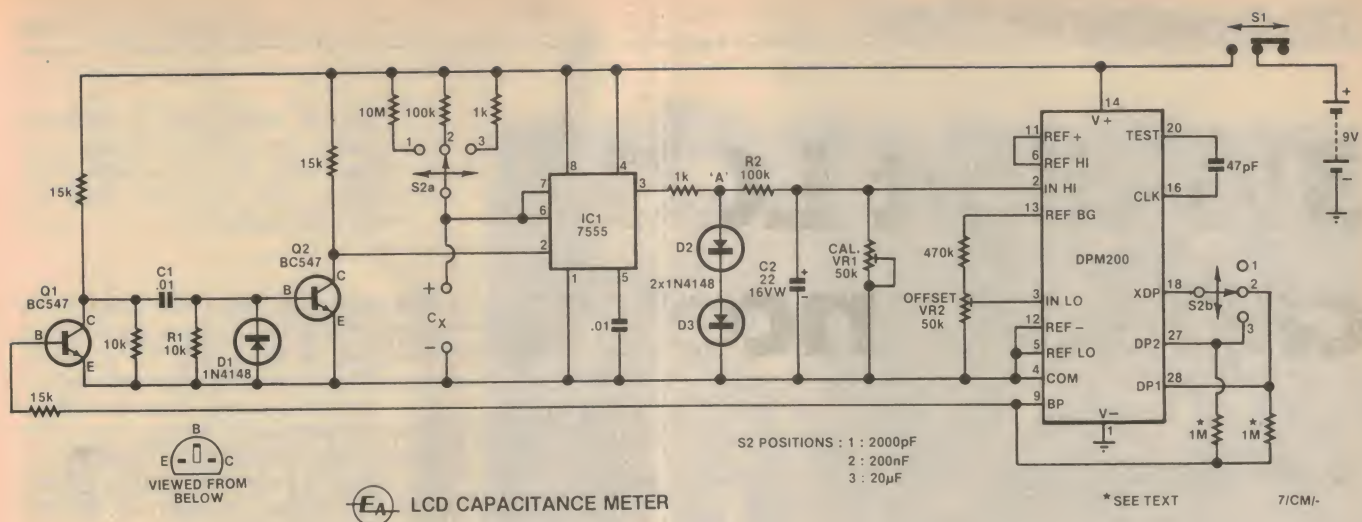 S1
+
9V
−
15k
15k
10M
100k
1k
1
2
3
S2a
8
4
7
6
2
3
1
5
IC1
7555
.01
1k
'A'
R2
100k
D2
2x1N4148
D3
C2
22
16VW
+
−
CAL.
VR1
50k
470k
OFFSET
VR2
50k
14
V+
11 REF +
6 REF HI
2 IN HI
13 REF BG
3 IN LO
12 REF −
5 REF LO
4 COM
9 BP
DPM200
TEST 20
CLK 16
XDP 18
DP2 27
DP1 28
V−
1
47pF
S2b
1
2
3
* 1M
* 1M
Q1
BC547
B
C
E
C1
.01
10k
R1
10k
D1
1N4148
Q2
BC547
B
C
E
+
CX
−
15k
B
E C
VIEWED FROM
BELOW
EA LCD CAPACITANCE METER
S2 POSITIONS : 1 : 2000pF
2 : 200nF
3 : 20µF
* SEE TEXT
7/CM/-